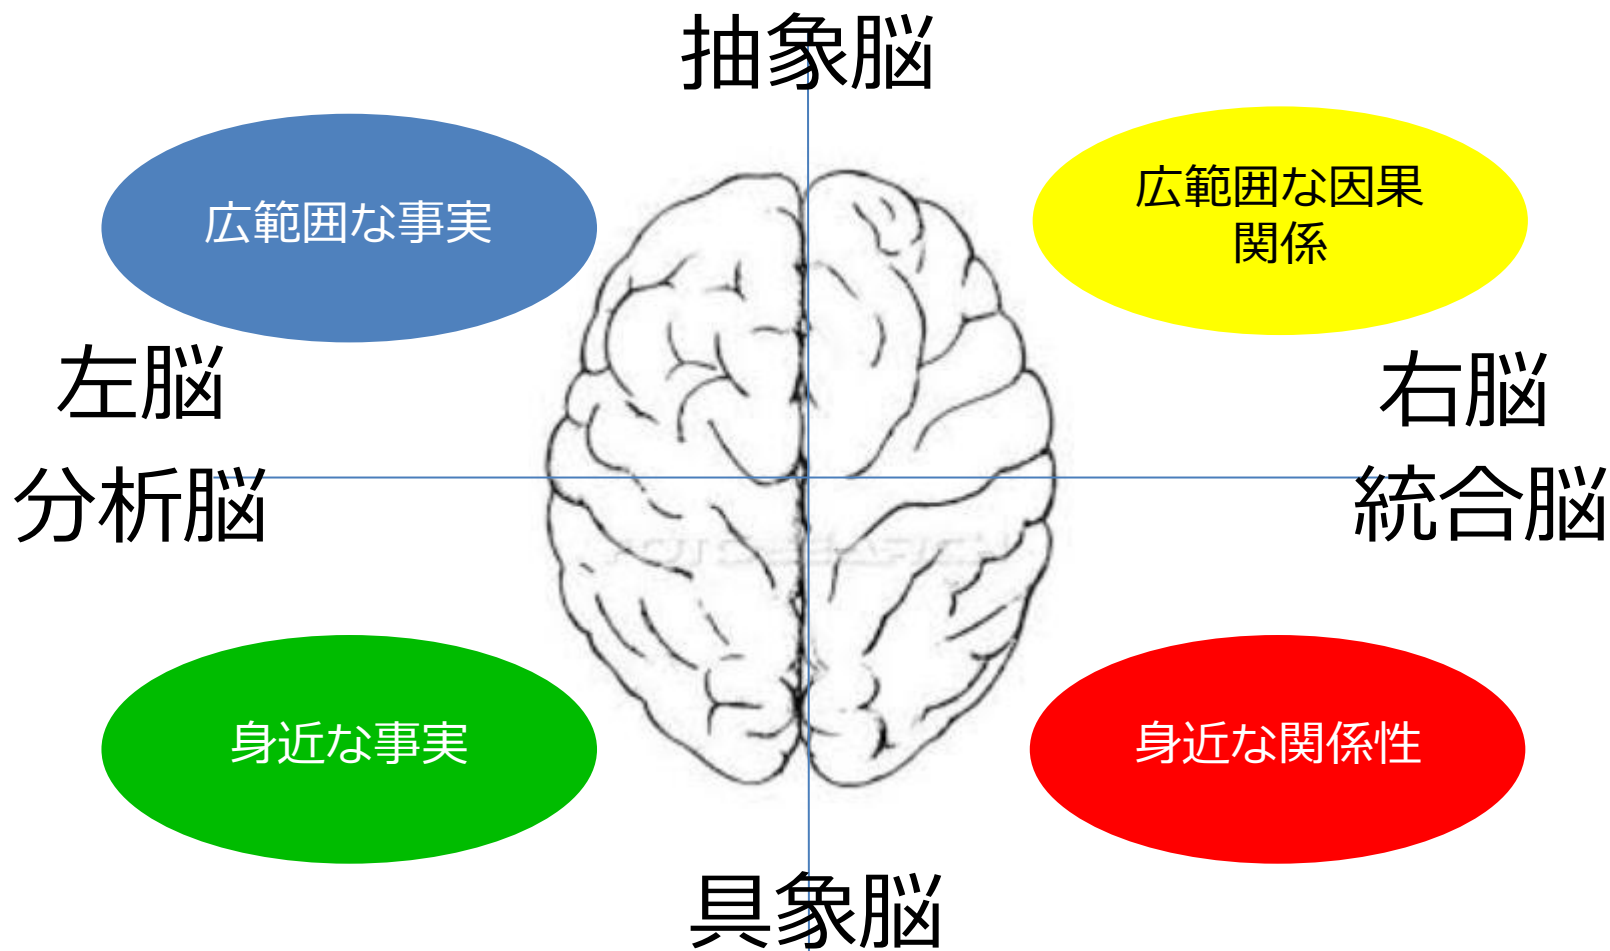 抽象脳
広範囲な事実
広範囲な因果
関係
左脳
右脳
分析脳
統合脳
身近な事実
身近な関係性
具象脳